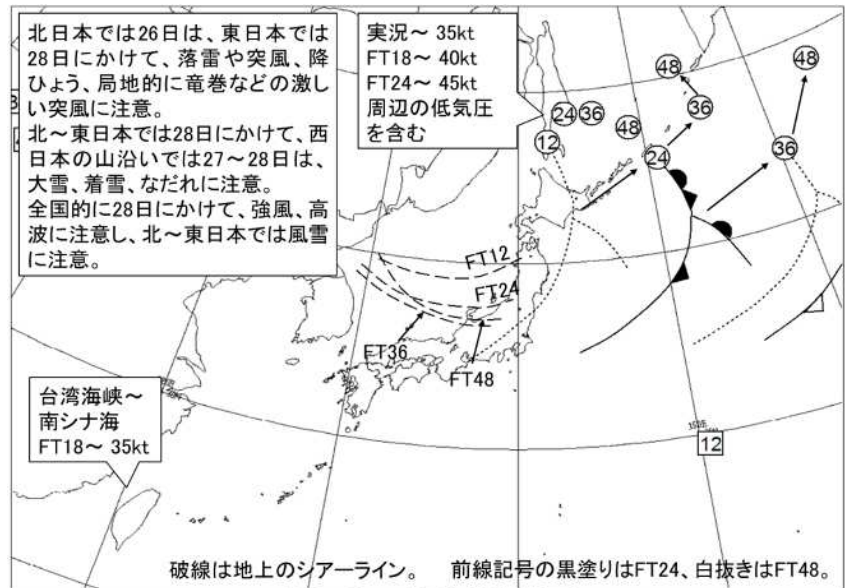 北日本では26日は、東日本では
28日にかけて、落雷や突風、降
ひょう、局地的に竜巻などの激し
い突風に注意。
北～東日本では28日にかけて、西
日本の山沿いでは27～28日は、
大雪、着雪、なだれに注意。
全国的に28日にかけて、強風、高
波に注意し、北～東日本では風雪
に注意。
実況～ 35kt
FT18～ 40kt
FT24～ 45kt
周辺の低気圧
を含む
48
48
24
36
36
48
12
24
36
FT12
FT24
FT36
FT48
台湾海峡～
南シナ海
FT18～ 35kt
12
破線は地上のシアーライン。 前線記号の黒塗りはFT24、白抜きはFT48。